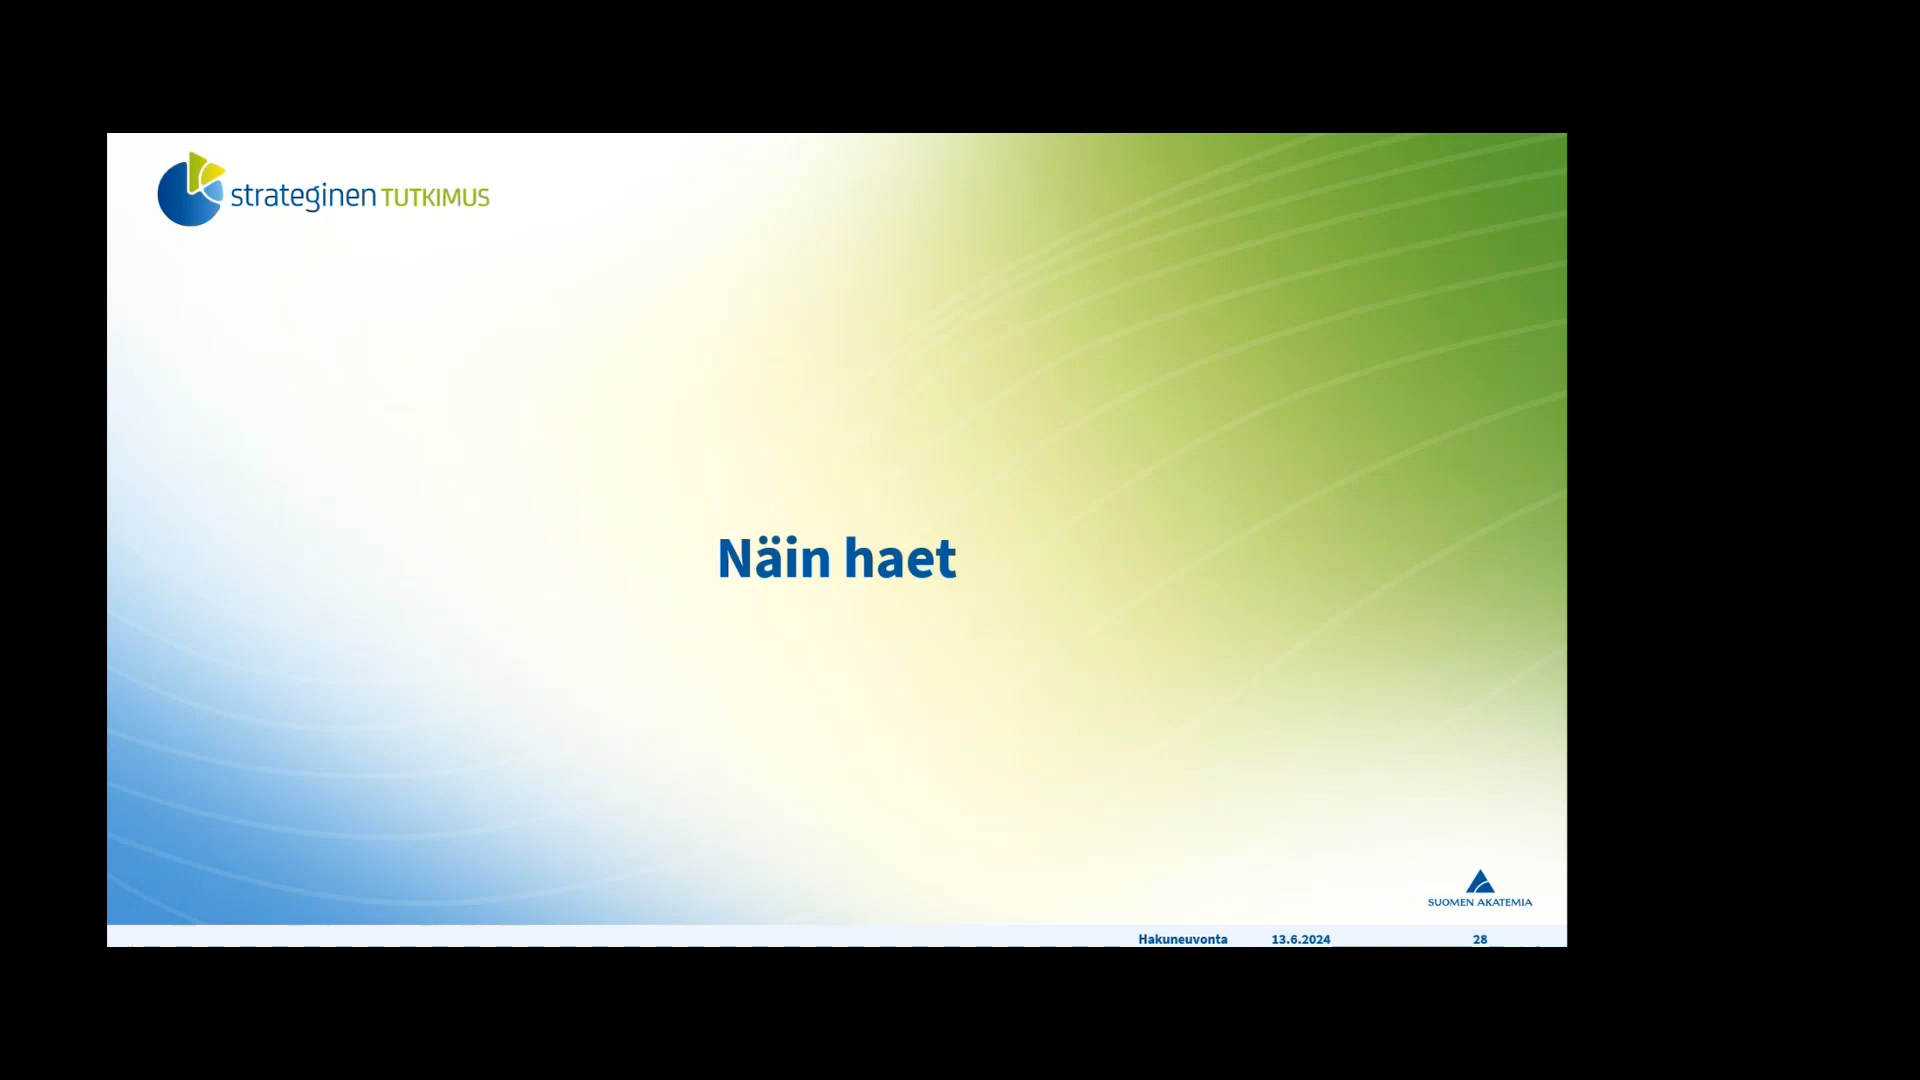 strateginen TUTKIMUS
Näin haet
SUOMEN AKATEMIA
Hakuneuvonta 13.6.2024 28